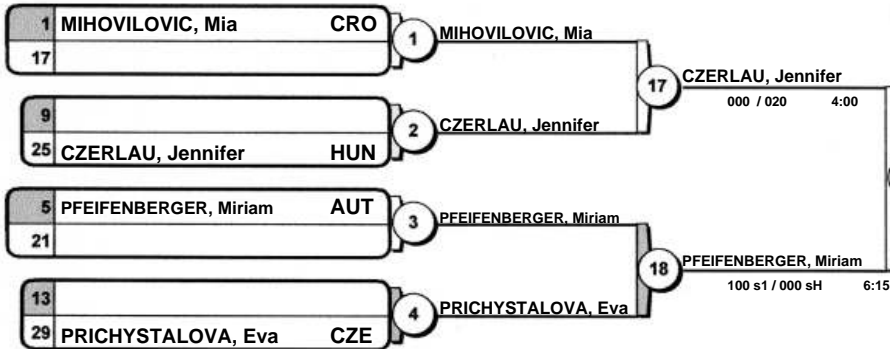 1 MIHOVILOVIC, Mia CRO
17
1 MIHOVILOVIC, Mia
9
25 CZERLAU, Jennifer HUN
2 CZERLAU, Jennifer
17 CZERLAU, Jennifer
000 / 020 4:00
5 PFEIFENBERGER, Miriam AUT
21
3 PFEIFENBERGER, Miriam
13
29 PRICHYSTALOVA, Eva CZE
4 PRICHYSTALOVA, Eva
18 PFEIFENBERGER, Miriam
100 s1 / 000 sH 6:15